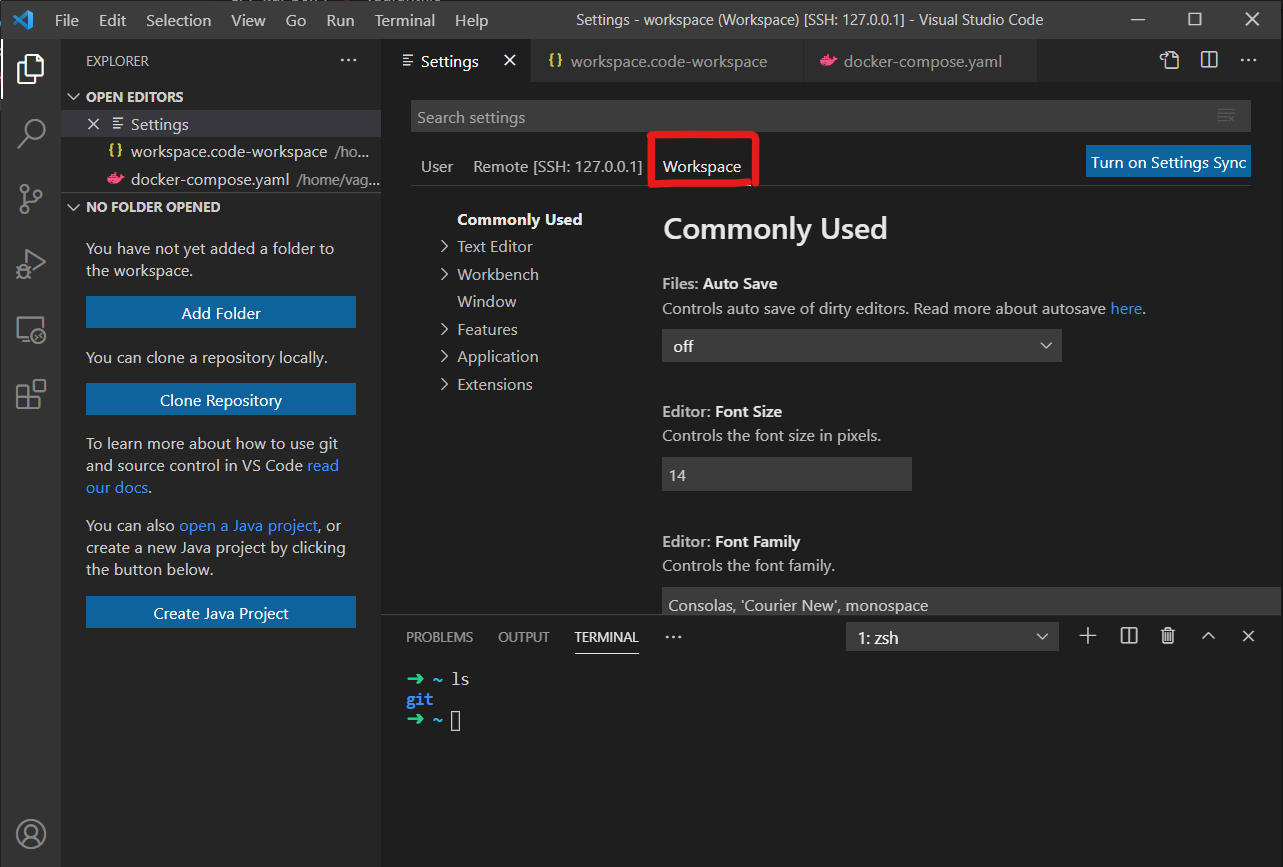 File Edit Selection View Go Run Terminal Help
Settings - workspace (Workspace) [SSH: 127.0.0.1] - Visual Studio Code
EXPLORER
OPEN EDITORS
Settings
workspace.code-workspace /ho...
docker-compose.yaml /home/vag...
NO FOLDER OPENED
You have not yet added a folder to
the workspace.
Add Folder
You can clone a repository locally.
Clone Repository
To learn more about how to use git
and source control in VS Code read
our docs.
You can also open a Java project, or
create a new Java project by clicking
the button below.
Create Java Project
Settings
{} workspace.code-workspace
docker-compose.yaml
Search settings
User Remote [SSH: 127.0.0.1] Workspace
Turn on Settings Sync
Commonly Used
Text Editor
Workbench
Window
Features
Application
Extensions
Commonly Used
Files: Auto Save
Controls auto save of dirty editors. Read more about autosave here.
off
Editor: Font Size
Controls the font size in pixels.
14
Editor: Font Family
Controls the font family.
Consolas, 'Courier New', monospace
PROBLEMS OUTPUT TERMINAL ...
1: zsh
➜ ~ ls
git
➜ ~